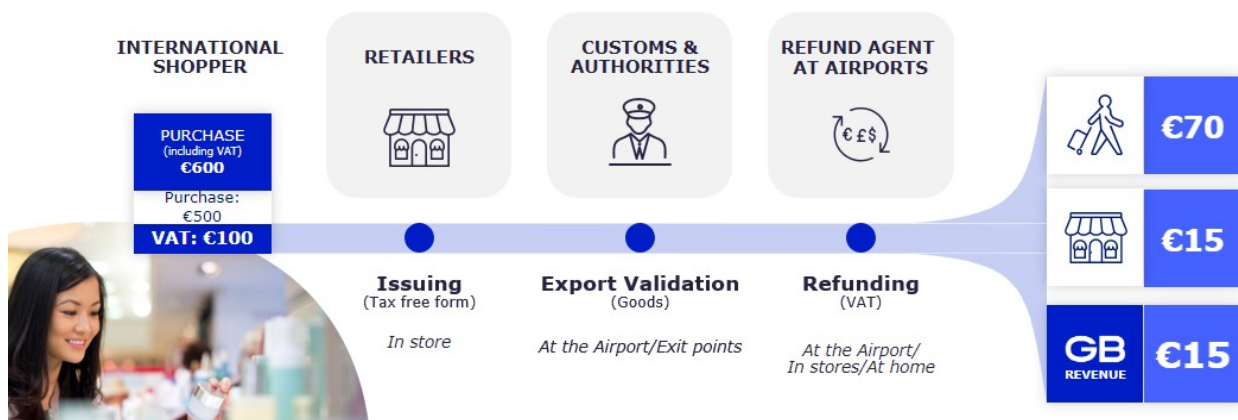 INTERNATIONAL
SHOPPER
RETAILERS
CUSTOMS &
AUTHORITIES
REFUND AGENT
AT AIRPORTS
PURCHASE
(including VAT)
€600
Purchase:
€500
VAT: €100
€ £ $
Issuing
(Tax free form)
In store
Export Validation
(Goods)
At the Airport/Exit points
Refunding
(VAT)
At the Airport/
In stores/At home
€70
€15
GB
REVENUE
€15